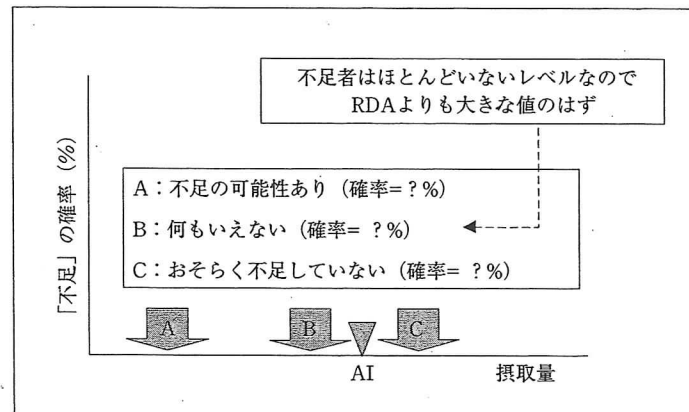 不足者はほとんどいないレベルなので
RDAよりも大きな値のはず
「不足」の確率(%)
A：不足の可能性あり(確率=？%)
B：何もいえない(確率= ？%)
C：おそらく不足していない(確率= ？%)
A
B
C
AI
摂取量